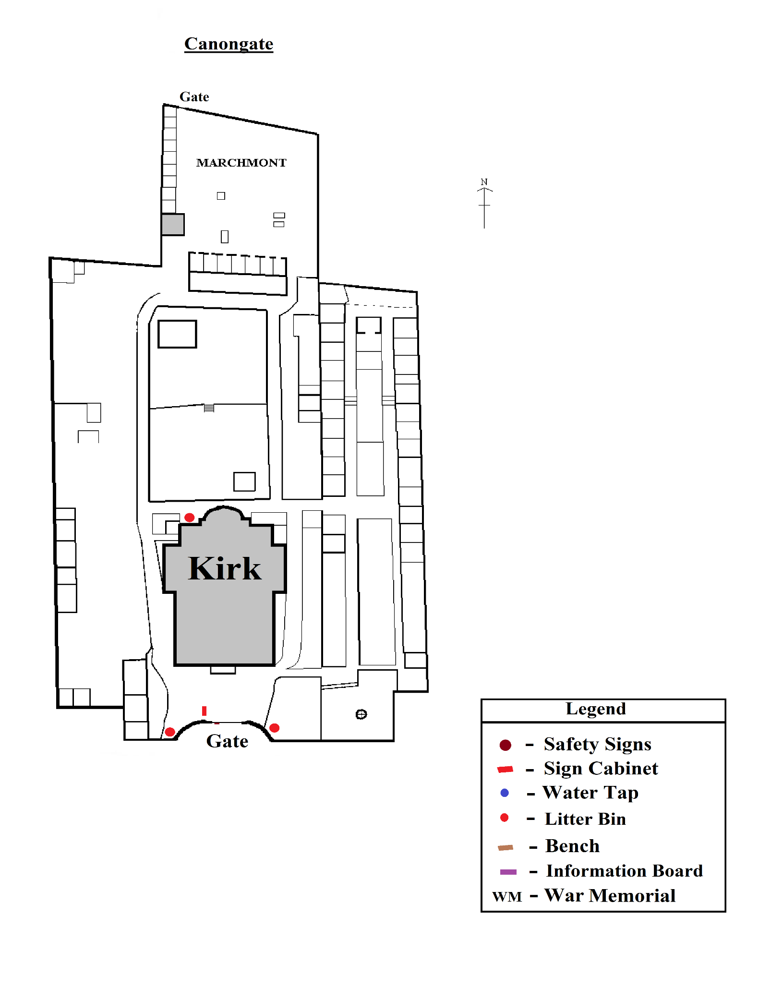 Canongate
Gate
MARCHMONT
N
Kirk
Gate
Legend
- Safety Signs
- Sign Cabinet
- Water Tap
- Litter Bin
- Bench
- Information Board
WM - War Memorial